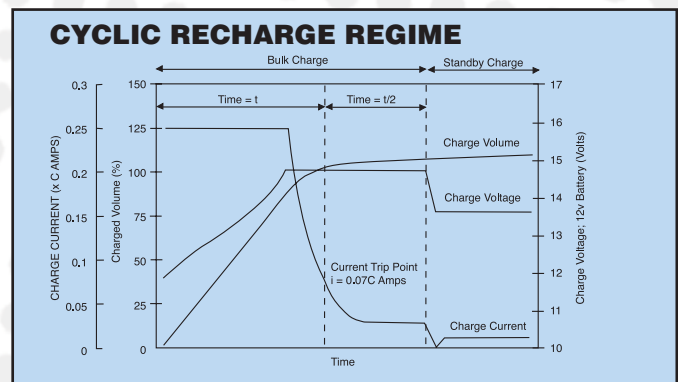 CYCLIC RECHARGE REGIME
Bulk Charge
Standby Charge
0.3
150
17
Time = t
Time = t/2
0.25
125
16
Charge Volume
0.2
100
15
Charge Voltage
14
0.15
75
13
CHARGE CURRENT (x C AMPS)
Charged Volume (%)
Charge Voltage; 12v Battery (Volts)
0.1
50
Current Trip Point
i = 0.07C Amps
12
0.05
25
11
Charge Current
0
0
10
Time